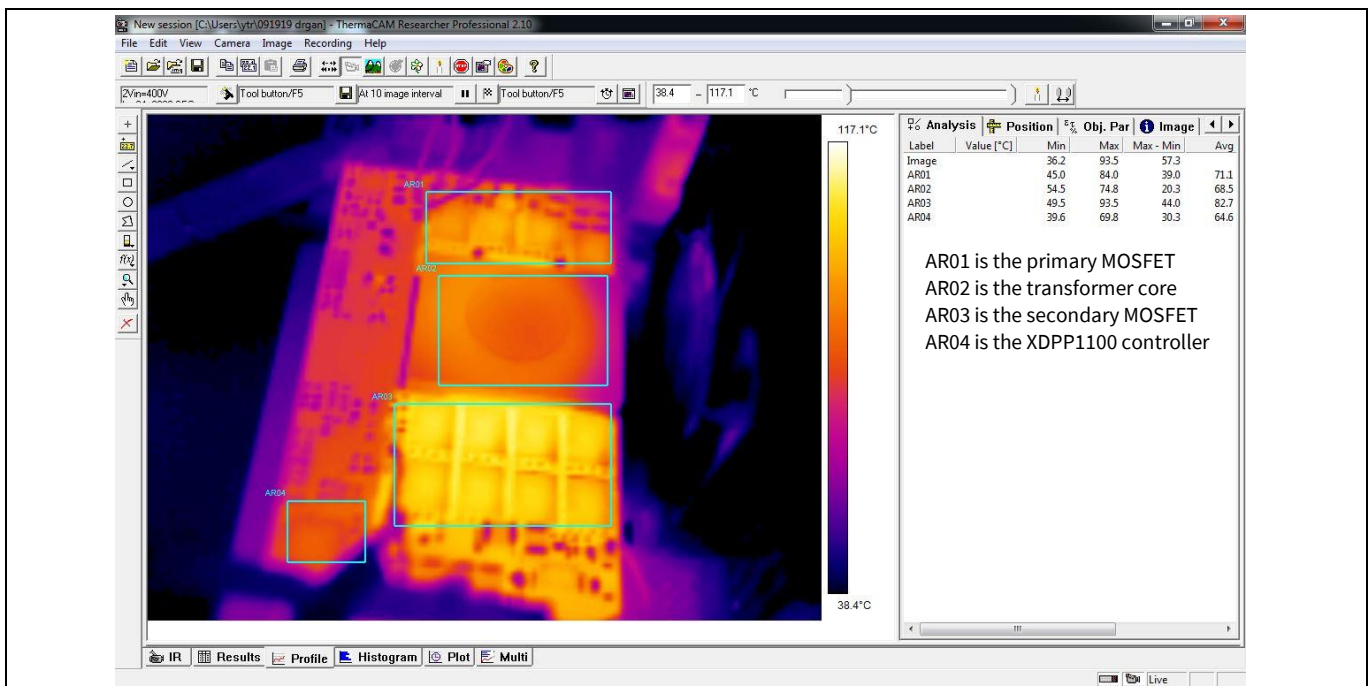 New session [C:\Users\ytr\091919 drgan] - ThermaCAM Researcher Professional 2.10
File Edit View Camera Image Recording Help
2Vin=400V Tool button/F5 At 10 image interval Tool button/F5 38.4 - 117.1 °C
117.1°C
38.4°C
AR01
AR02
AR03
AR04
Analysis Position Obj. Par Image
Label Value [°C] Min Max Max - Min Avg
Image 36.2 93.5 57.3
AR01 45.0 84.0 39.0 71.1
AR02 54.5 74.8 20.3 68.5
AR03 49.5 93.5 44.0 82.7
AR04 39.6 69.8 30.3 64.6
AR01 is the primary MOSFET
AR02 is the transformer core
AR03 is the secondary MOSFET
AR04 is the XDPP1100 controller
IR Results Profile Histogram Plot Multi
Live